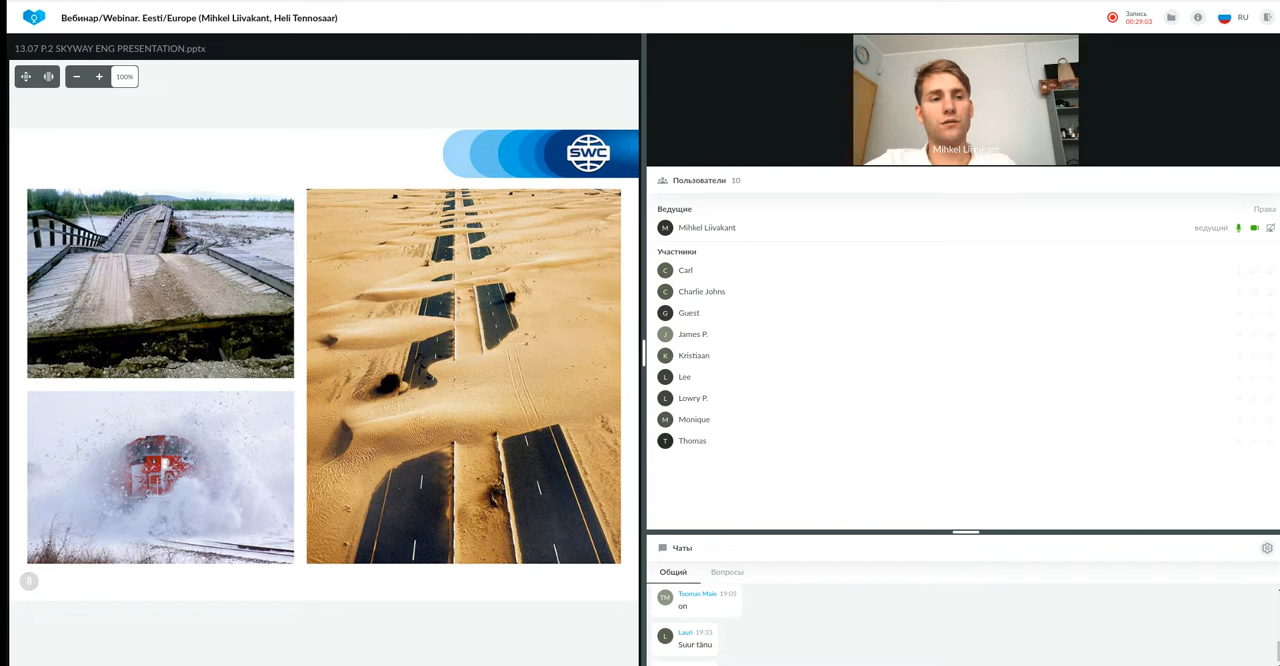 Вебинар/Webinar. Eesti/Europe (Mihkel Liivakant, Heli Tennosaar)
Запись
00:29:03
RU
13.07 P.2 SKYWAY ENG PRESENTATION.pptx
100%
SWC
8
Mihkel Liivakant
Пользователи 10
Ведущие
Права
M Mihkel Liivakant
ведущий
Участники
C Carl
C Charlie Johns
G Guest
J James P.
K Kristiaan
L Lee
L Lowry P.
M Monique
T Thomas
Чаты
Общий
Вопросы
TM Toomas Maie 19:05
on
L Lauri 19:33
Suur tänu